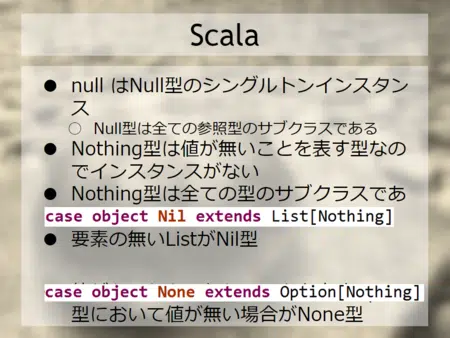 Scala
● null はNull型のシングルトンインスタン
ス
○ Null型は全ての参照型のサブクラスである
● Nothing型は値が無いことを表す型なの
でインスタンスがない
● Nothing型は全ての型のサブクラスであ
case object Nil extends List[Nothing]
● 要素の無いListがNil型
case object None extends Option[Nothing]
型において値が無い場合がNone型